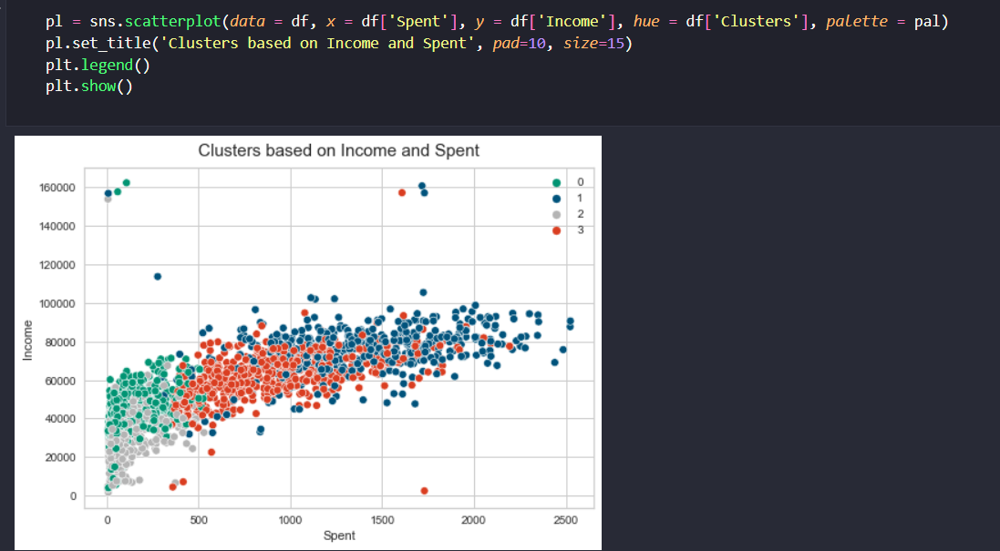 pl = sns.scatterplot(data = df, x = df['Spent'], y = df['Income'], hue = df['Clusters'], palette = pal)
pl.set_title('Clusters based on Income and Spent', pad=10, size=15)
plt.legend()
plt.show()
Clusters based on Income and Spent
160000
140000
120000
100000
80000
60000
40000
20000
0
Income
0
1
2
3
0 500 1000 1500 2000 2500
Spent